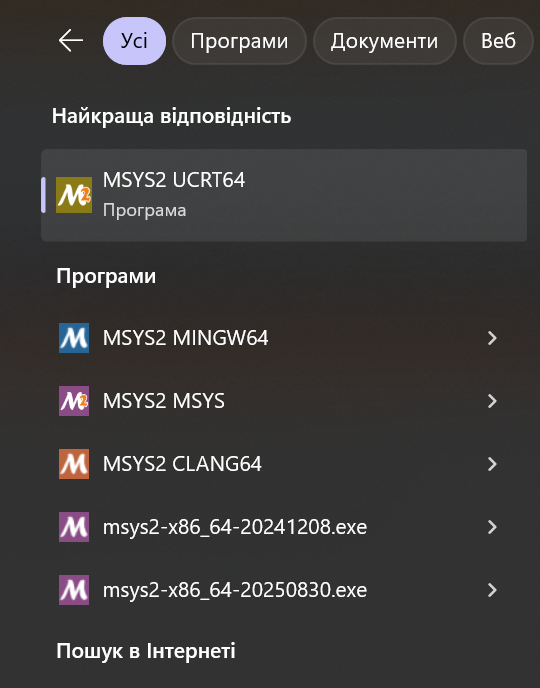 Усі Програми Документи Веб
Найкраща відповідність
MSYS2 UCRT64
Програма
Програми
MSYS2 MINGW64
MSYS2 MSYS
MSYS2 CLANG64
msys2-x86_64-20241208.exe
msys2-x86_64-20250830.exe
Пошук в Інтернеті